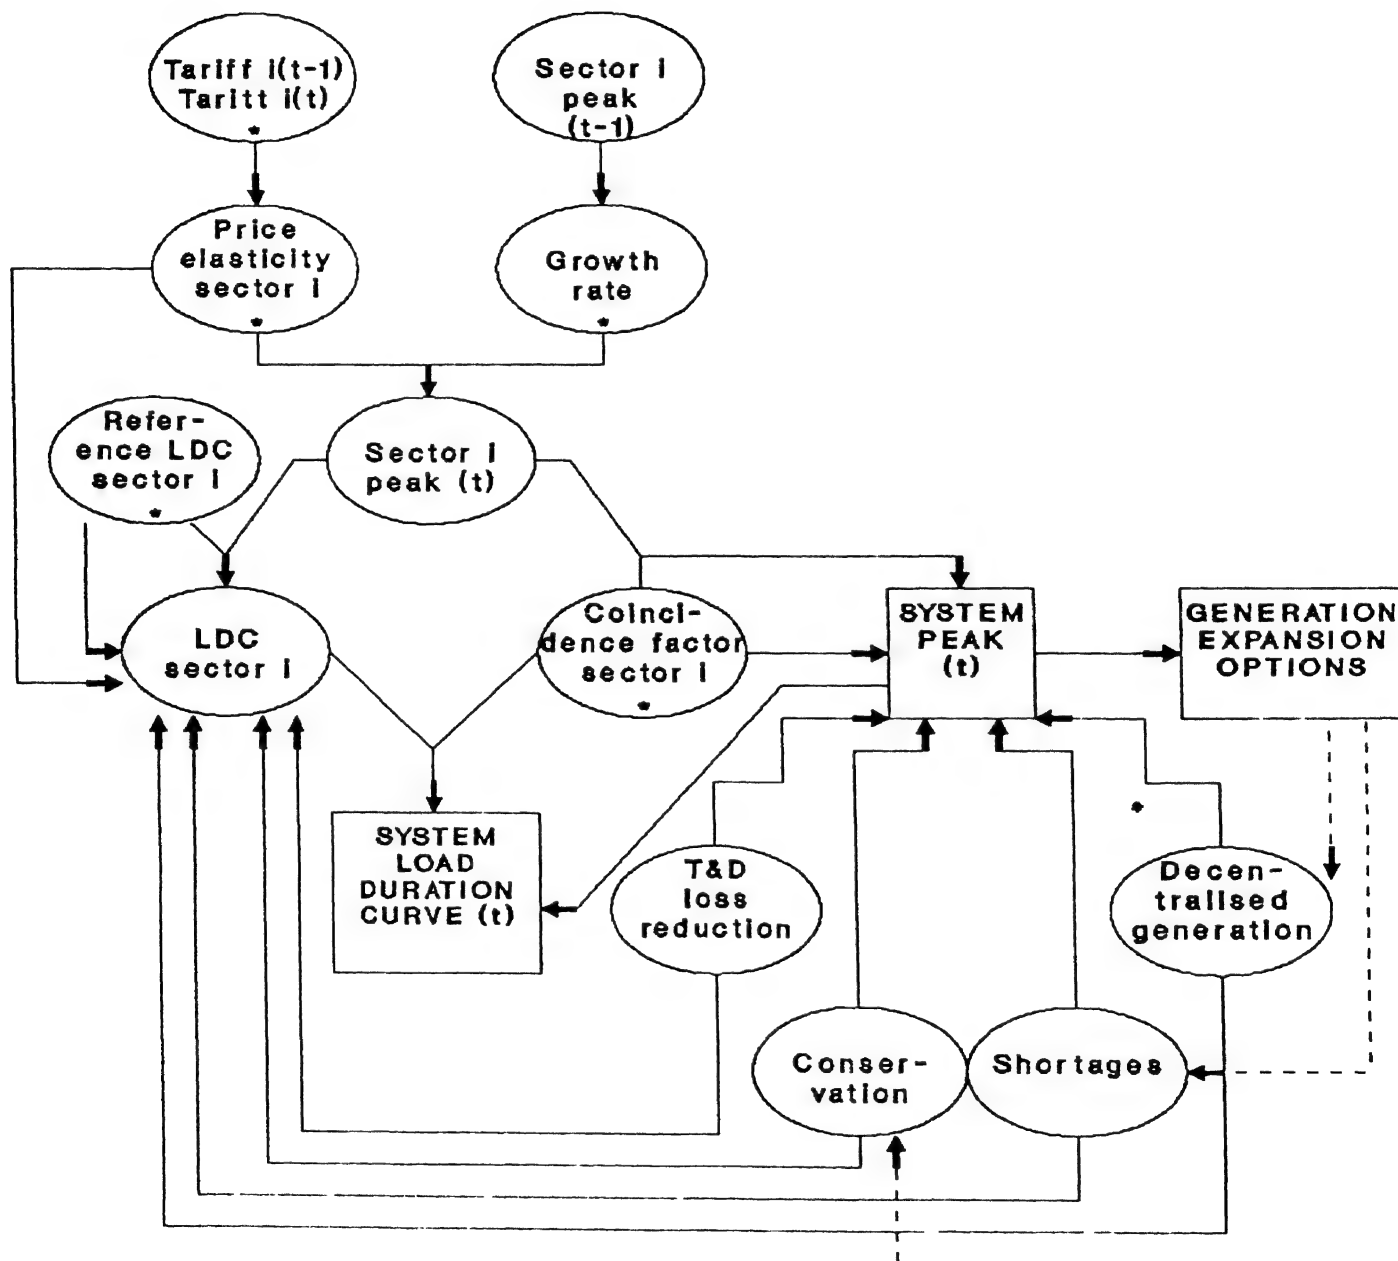 Tariff i(t-1)
Taritt i(t)
*
Sector i
peak
(t-1)
Price
elasticity
sector i
*
Growth
rate
*
Refer-
ence LDC
sector i
*
Sector i
peak (t)
LDC
sector i
Coinci-
dence factor
sector i
*
SYSTEM
PEAK
(t)
GENERATION
EXPANSION
OPTIONS
SYSTEM
LOAD
DURATION
CURVE (t)
T&D
loss
reduction
*
Decen-
tralised
generation
Conser-
vation
Shortages